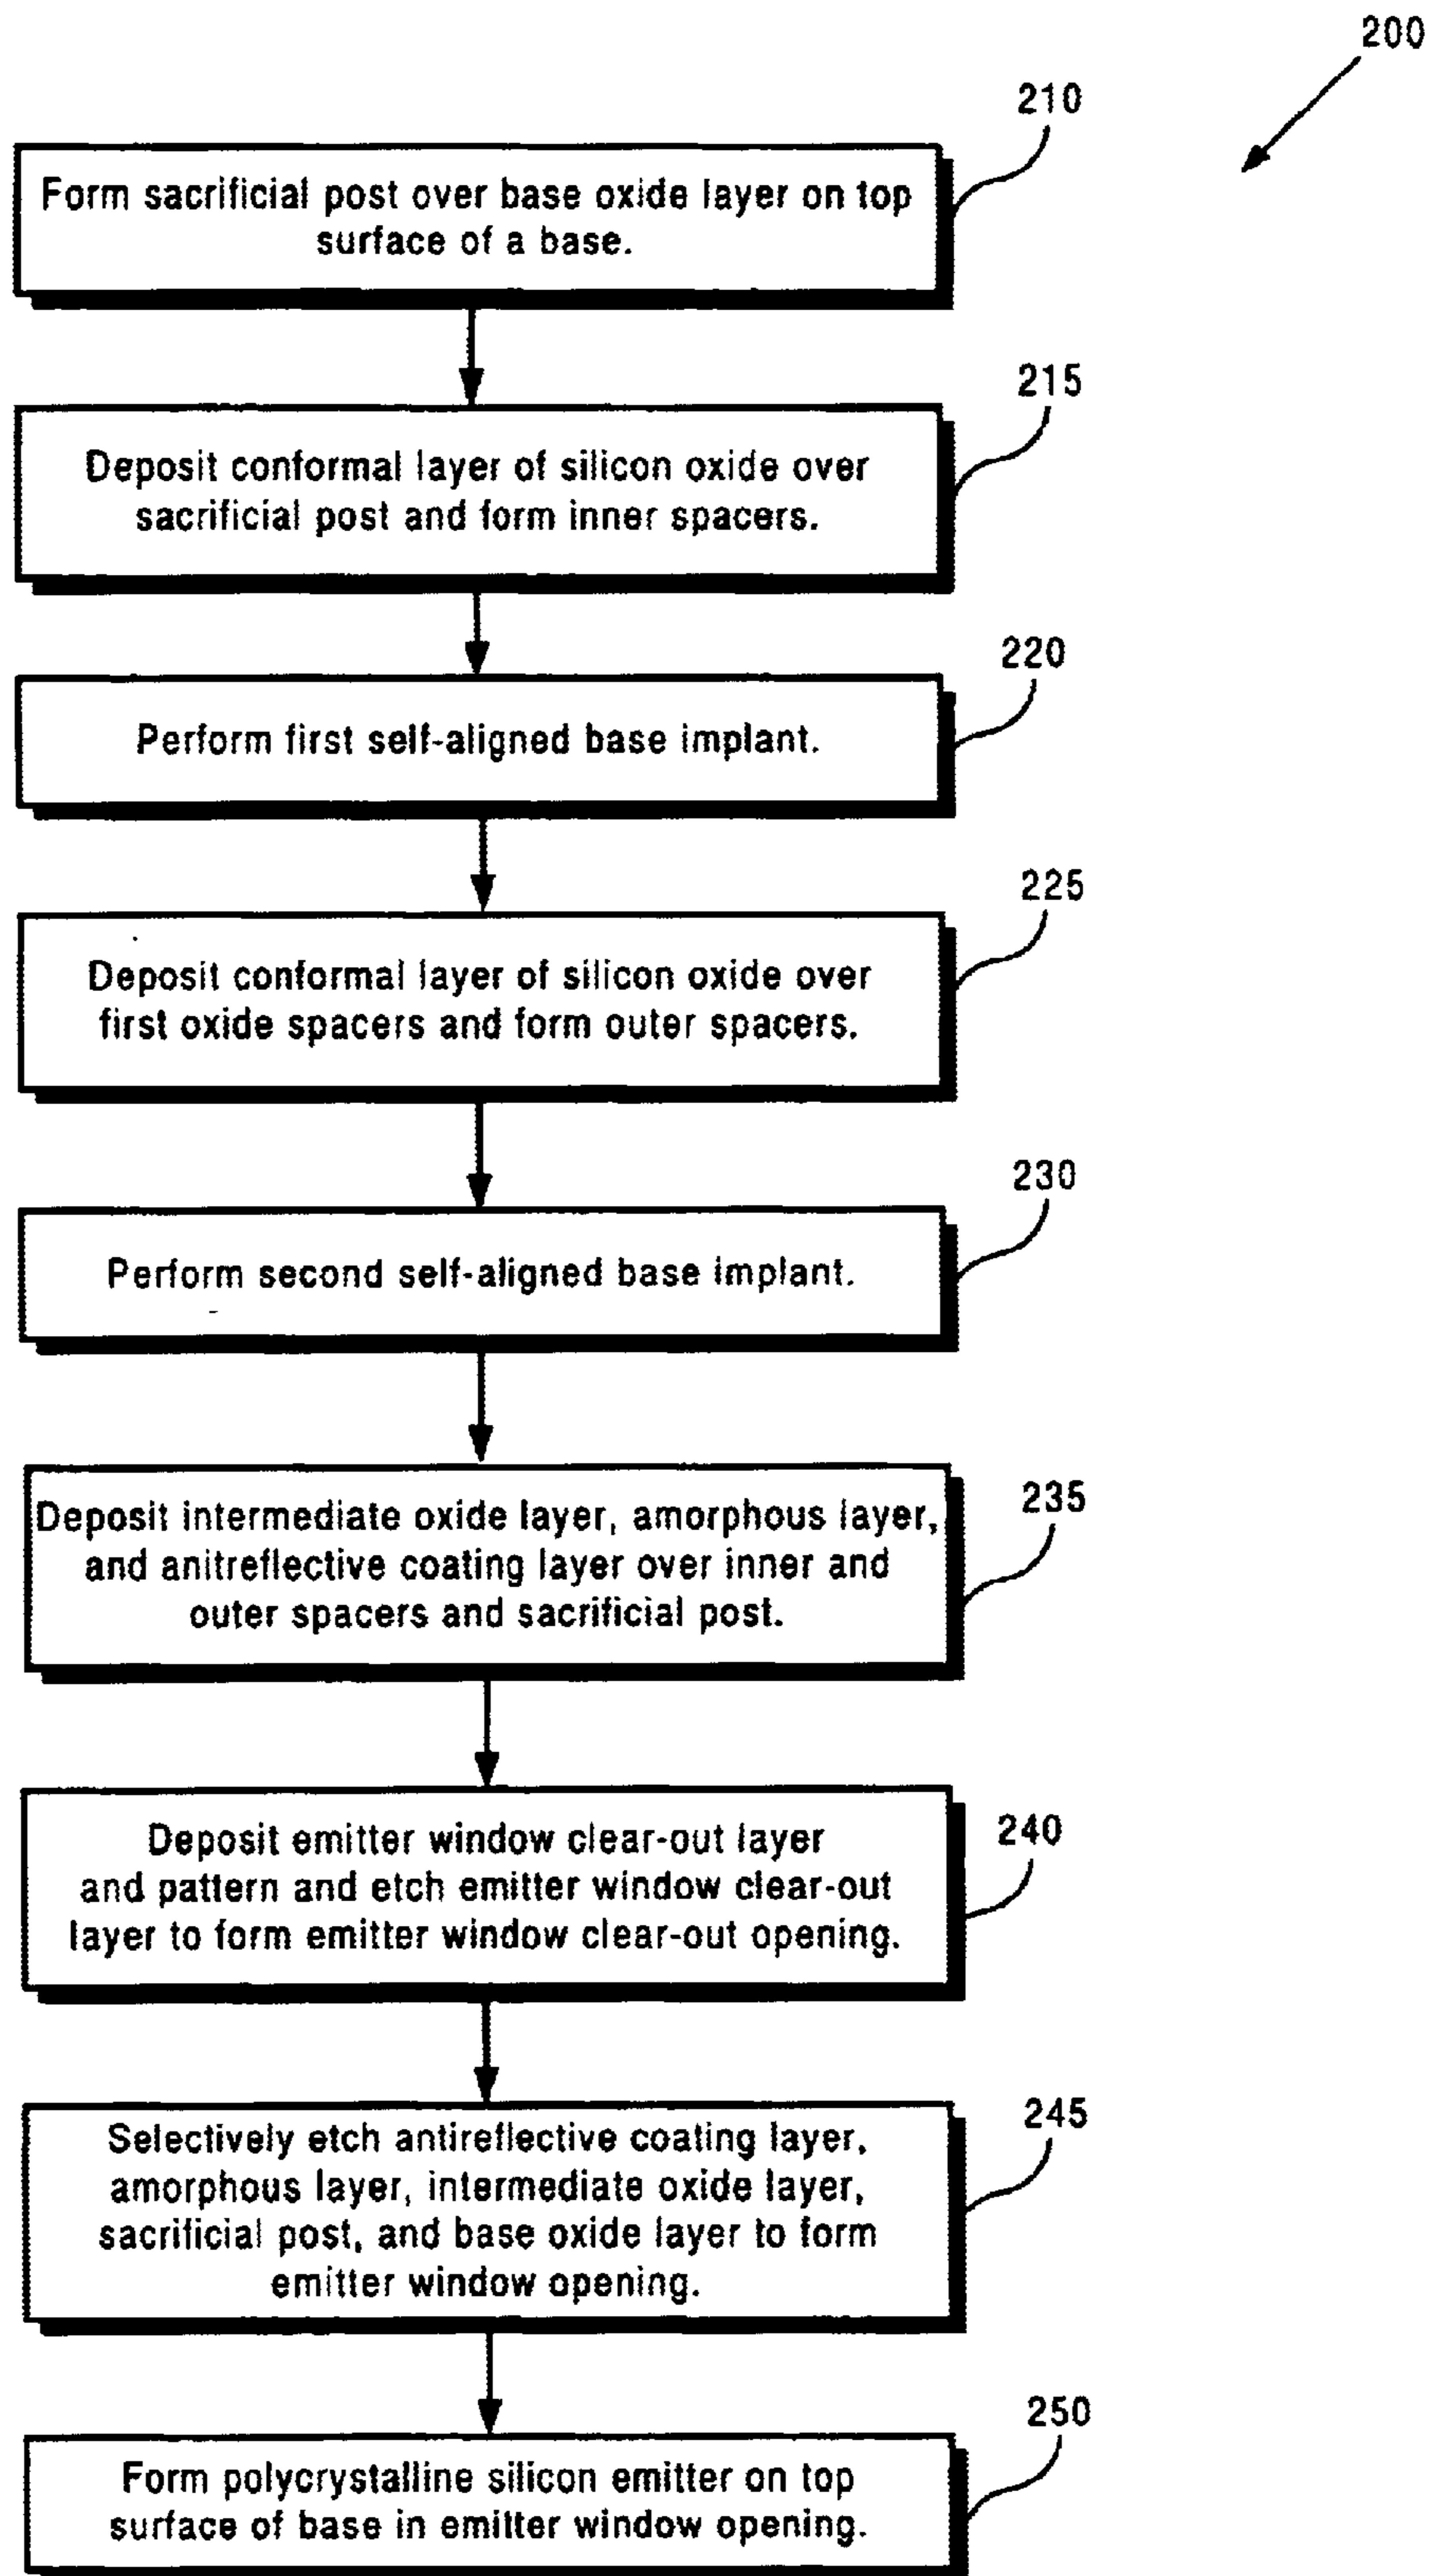 200
210
Form sacrificial post over base oxide layer on top
surface of a base.
215
Deposit conformal layer of silicon oxide over
sacrificial post and form inner spacers.
220
Perform first self-aligned base implant.
225
Deposit conformal layer of silicon oxide over
first oxide spacers and form outer spacers.
230
Perform second self-aligned base implant.
235
Deposit intermediate oxide layer, amorphous layer,
and anitreflective coating layer over inner and
outer spacers and sacrificial post.
240
Deposit emitter window clear-out layer
and pattern and etch emitter window clear-out
layer to form emitter window clear-out opening.
245
Selectively etch antireflective coating layer,
amorphous layer, intermediate oxide layer,
sacrificial post, and base oxide layer to form
emitter window opening.
250
Form polycrystalline silicon emitter on top
surface of base in emitter window opening.